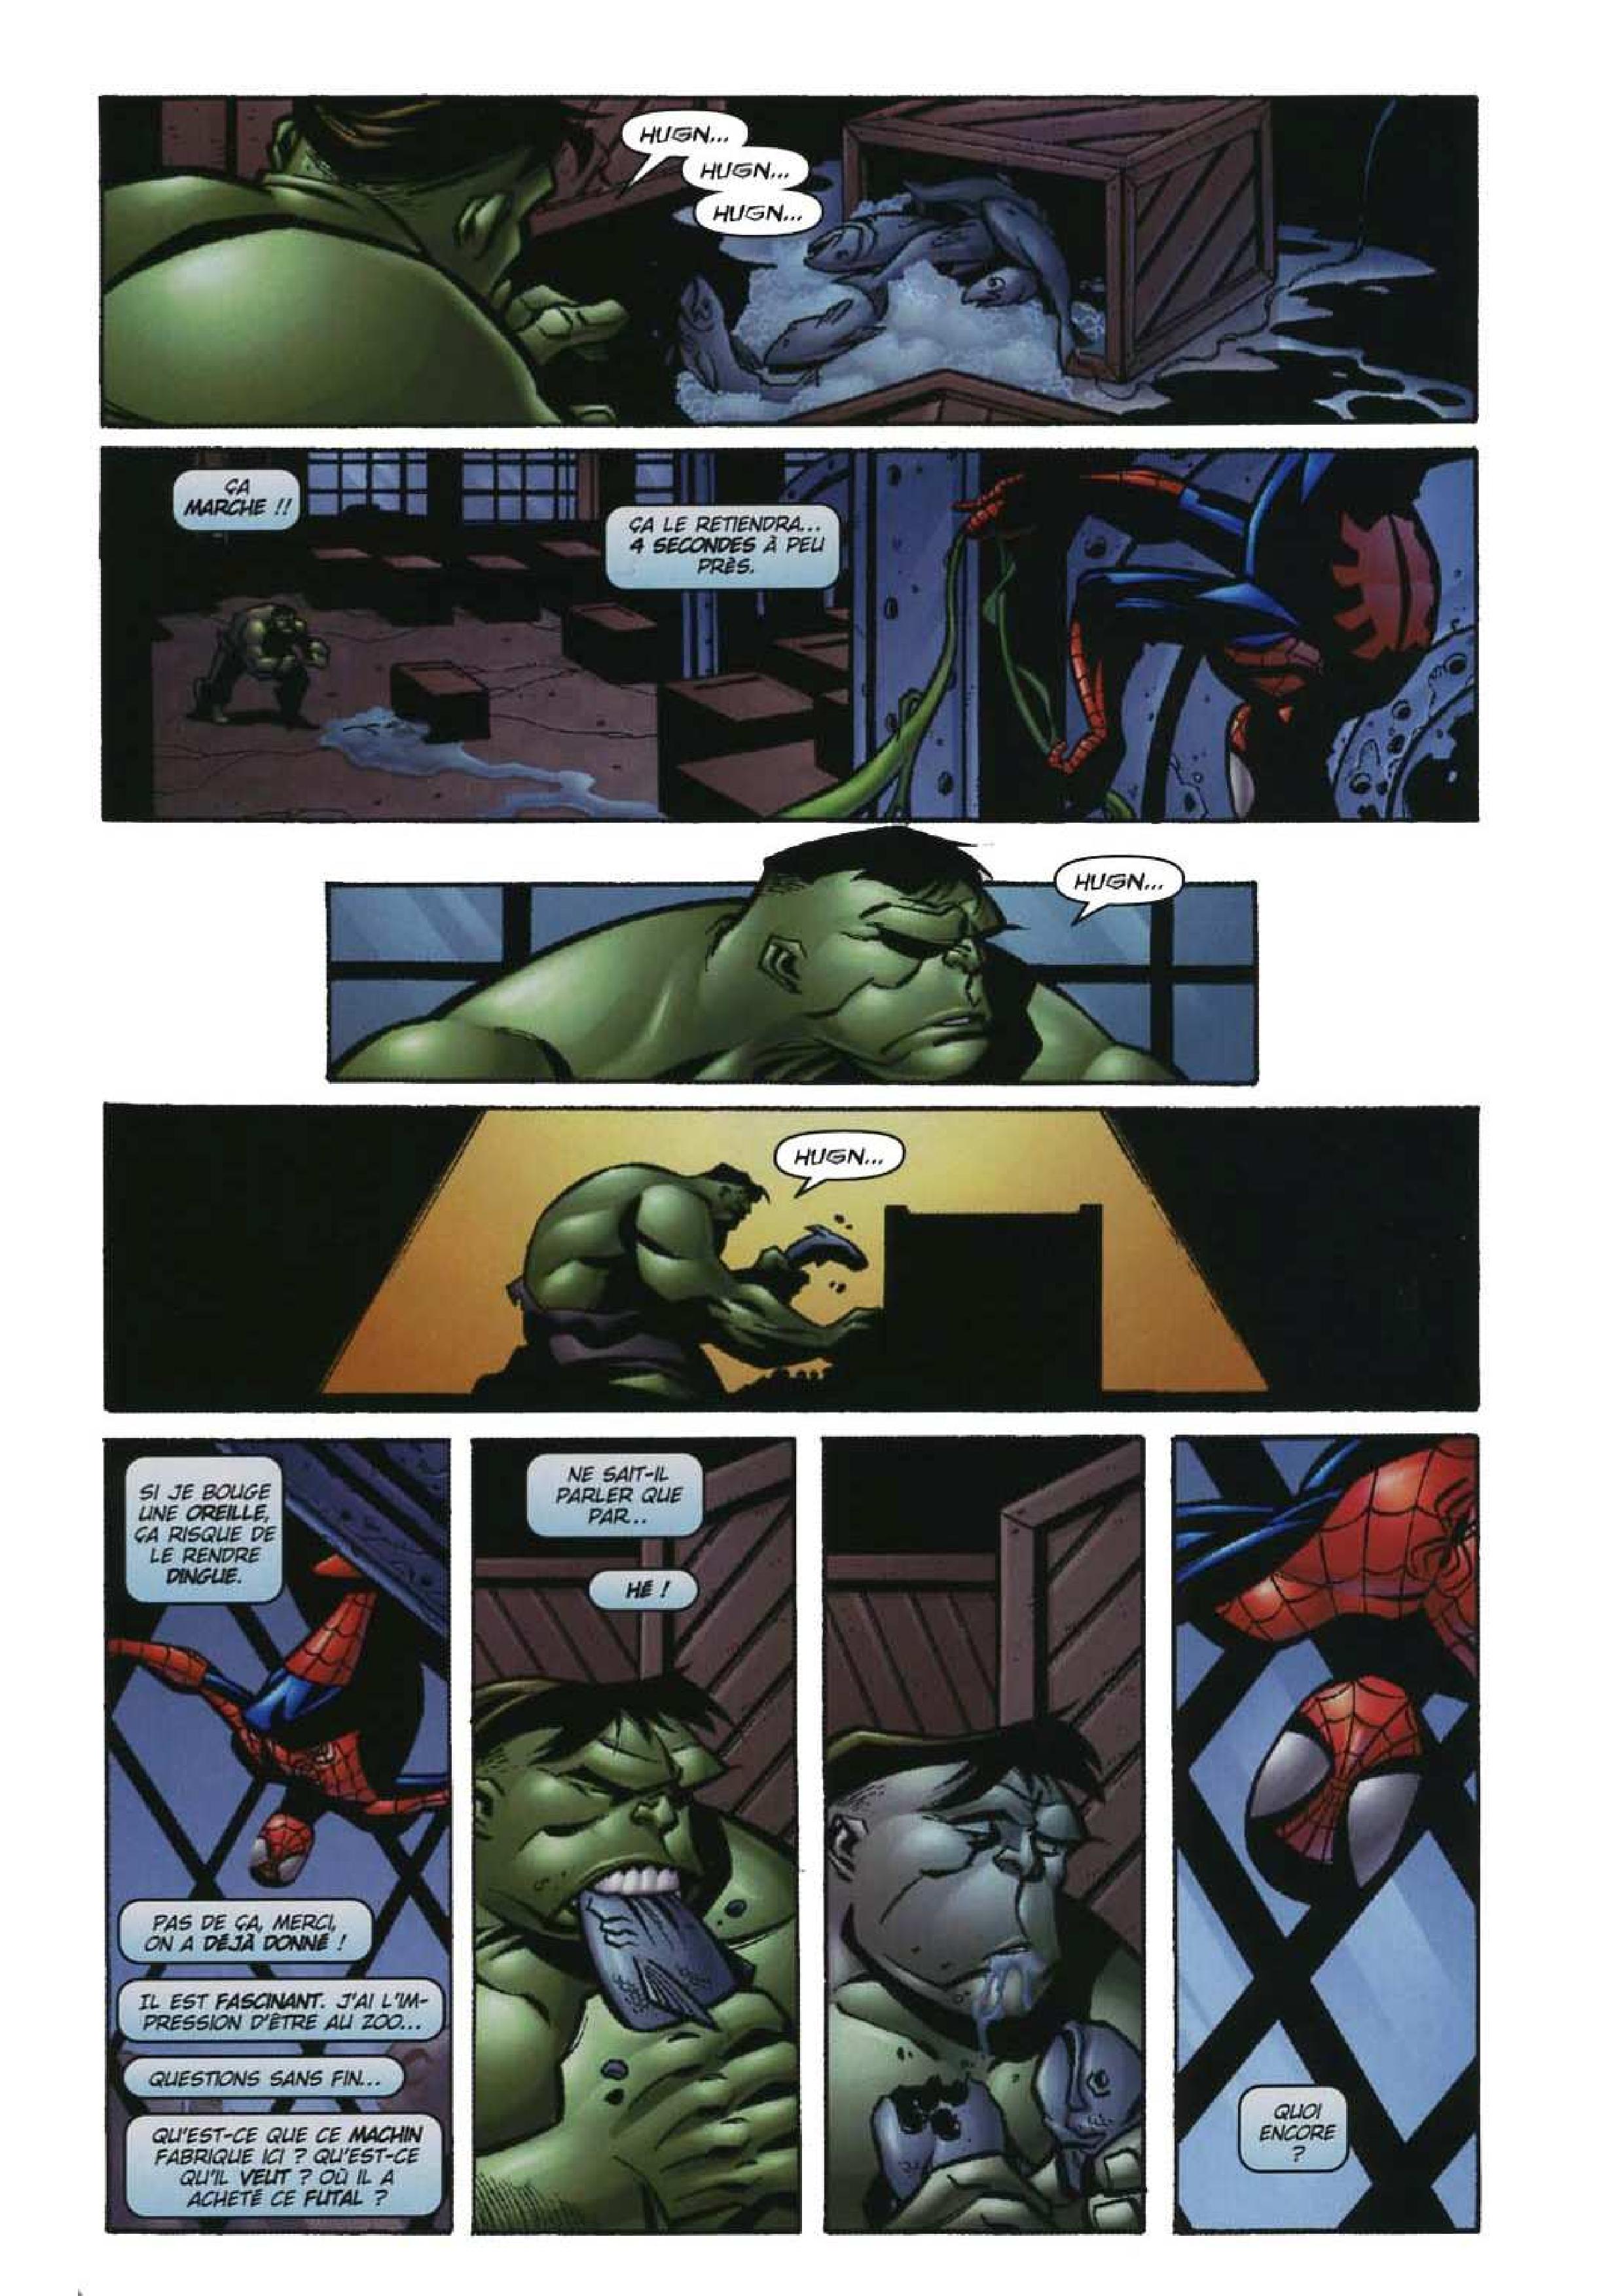 HUGN...
HUGN...
HUGN...
ÇA
MARCHE !!
ÇA LE RETIENDRA...
4 SECONDES À PEU
PRÈS.
HUGN...
HUGN...
SI JE BOUGE
UNE OREILLE,
ÇA RISQUE DE
LE RENDRE
DINGUE.
PAS DE ÇA, MERCI,
ON A DÉJÀ DONNÉ !
IL EST FASCINANT. J'AI L'IM-
PRESSION D'ÊTRE AU ZOO...
QUESTIONS SANS FIN...
QU'EST-CE QUE CE MACHIN
FABRIQUE ICI ? QU'EST-CE
QU'IL VEUT ? OÙ IL A
ACHETÉ CE FUTAL ?
NE SAIT-IL
PARLER QUE
PAR...
HÉ !
QUOI
ENCORE
?